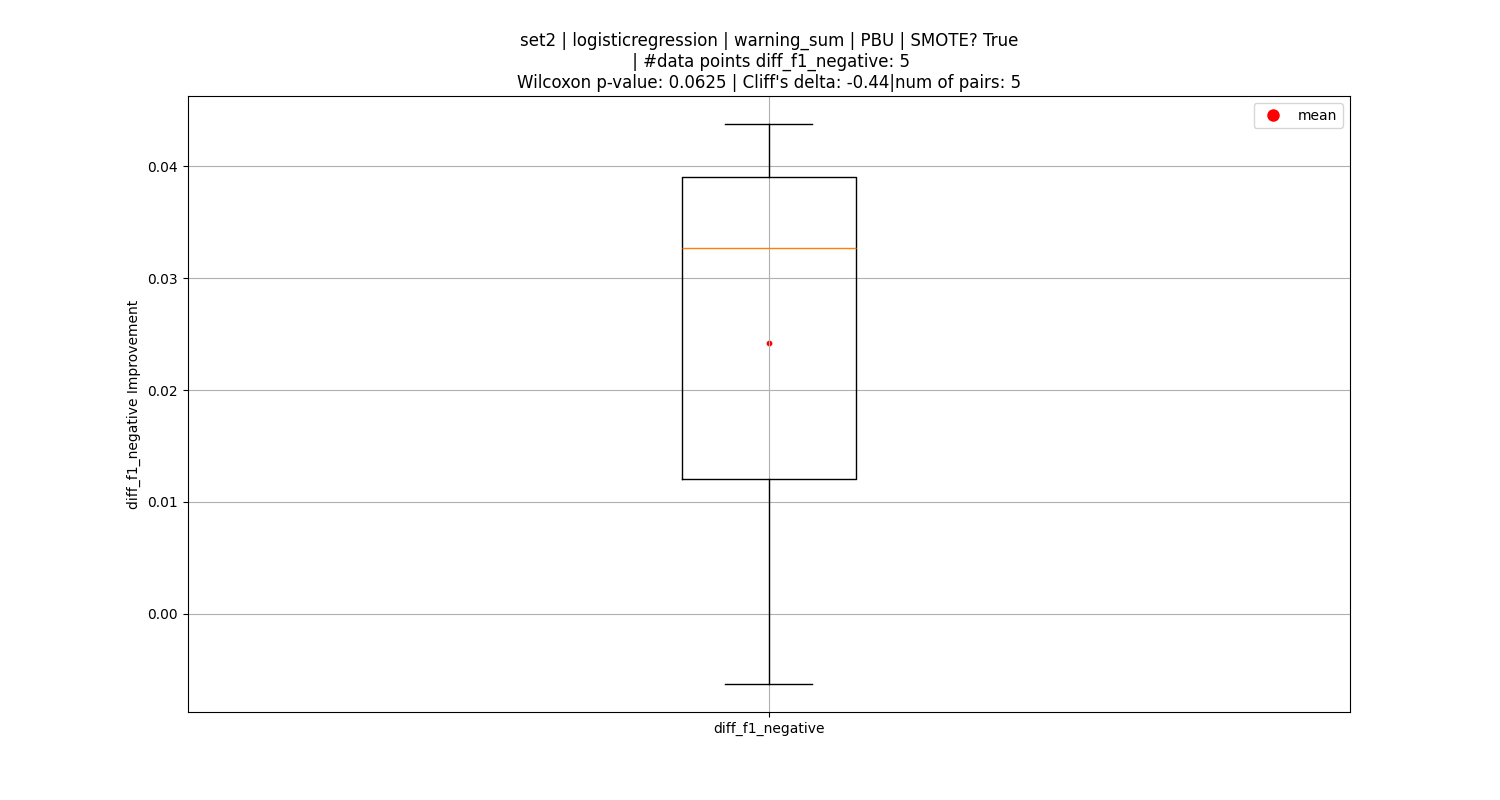 set2 | logisticregression | warning_sum | PBU | SMOTE? True
| #data points diff_f1_negative: 5
Wilcoxon p-value: 0.0625 | Cliff's delta: -0.44|num of pairs: 5
mean
0.04
0.03
0.02
0.01
0.00
diff_f1_negative Improvement
diff_f1_negative